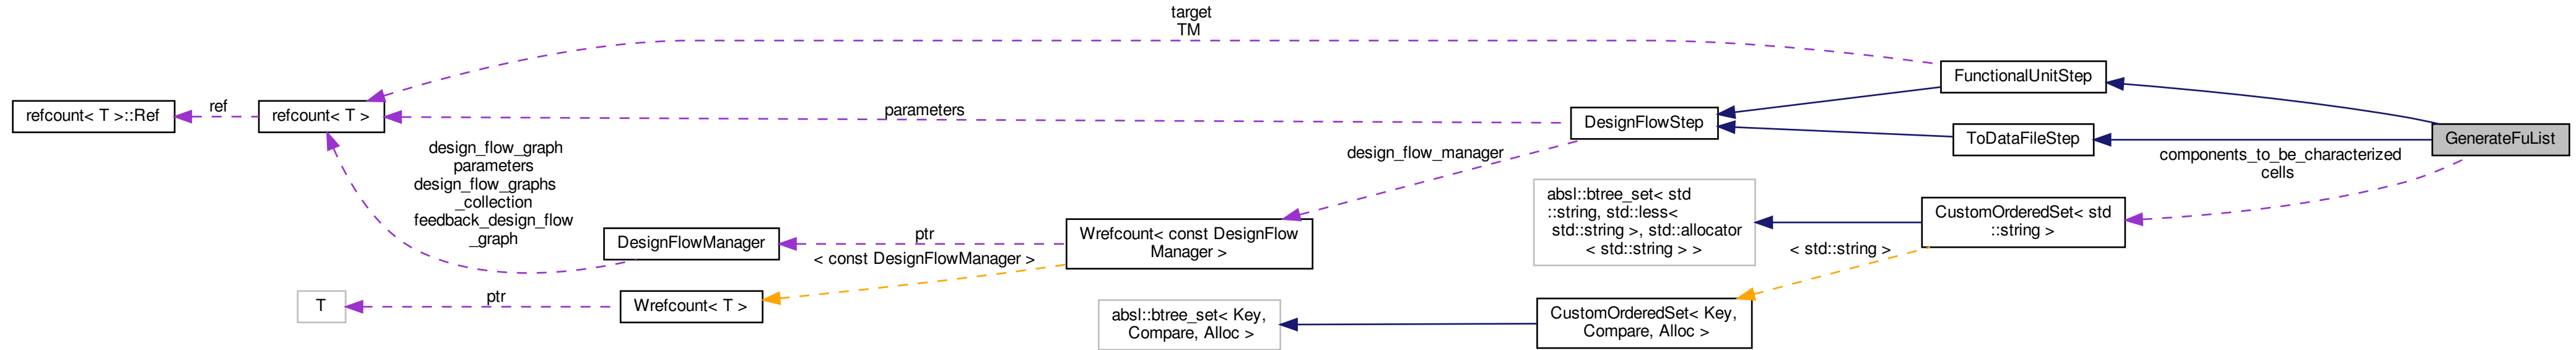 target
TM
FunctionalUnitStep
refcount< T >::Ref
ref
refcount< T >
parameters
DesignFlowStep
ToDataFileStep
GenerateFuList
design_flow_graph
parameters
design_flow_graphs
_collection
feedback_design_flow
_graph
design_flow_manager
components_to_be_characterized
cells
absl::btree_set< std
::string, std::less<
std::string >, std::allocator
< std::string > >
CustomOrderedSet< std
::string >
DesignFlowManager
ptr
Wrefcount< const DesignFlow
Manager >
< const DesignFlowManager >
< std::string >
T
ptr
Wrefcount< T >
absl::btree_set< Key,
Compare, Alloc >
CustomOrderedSet< Key,
Compare, Alloc >